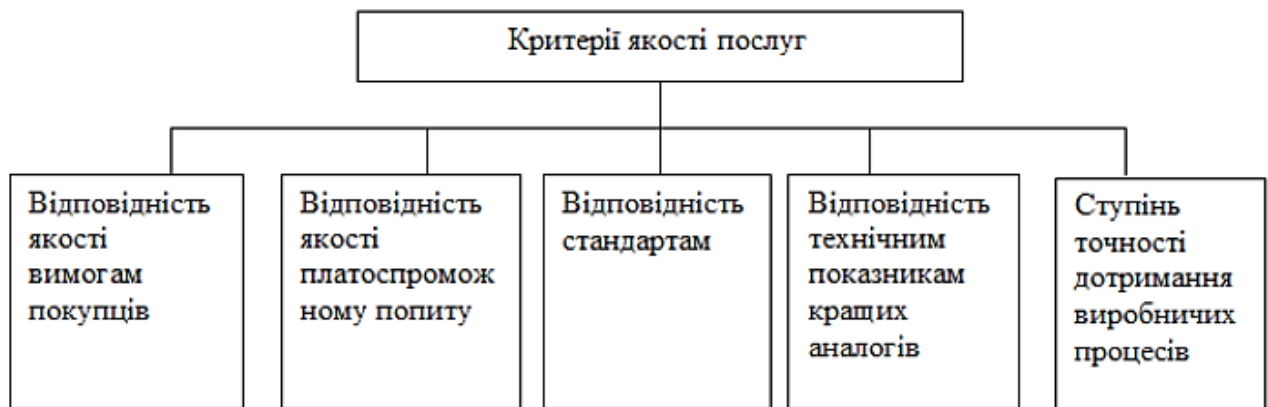 Критерії якості послуг
Відповідність
якості
вимогам
покупців
Відповідність
якості
платоспромож
ному попиту
Відповідність
стандартам
Відповідність
технічним
показникам
кращих
аналогів
Ступінь
точності
дотримання
виробничих
процесів